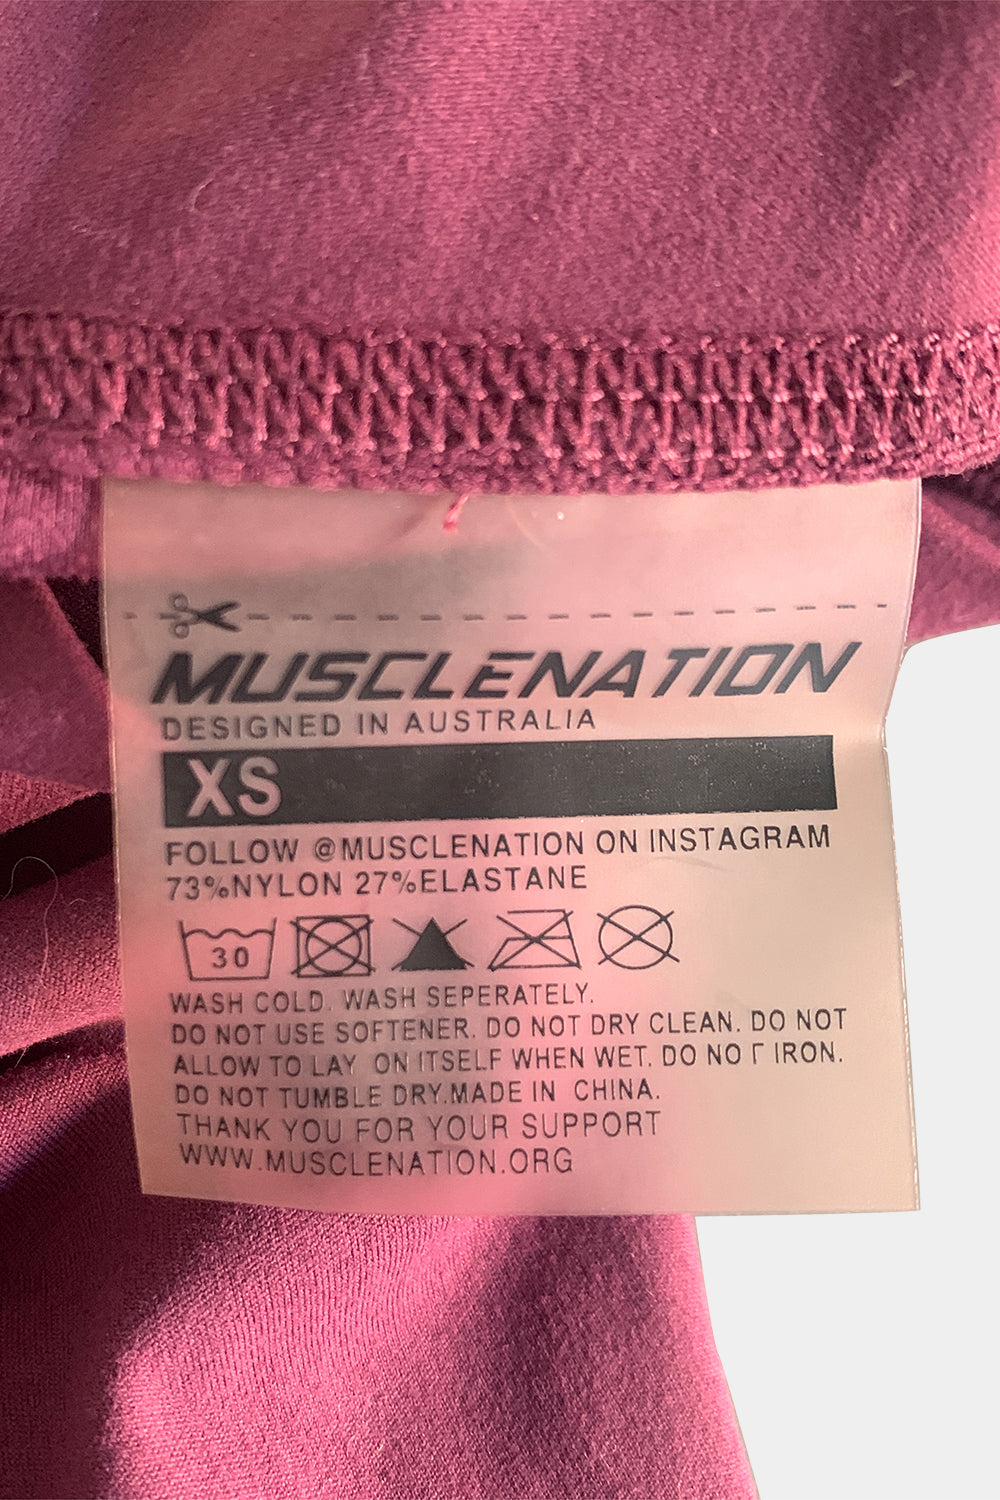 MUSCLENATION
DESIGNED IN AUSTRALIA
XS
FOLLOW @MUSCLENATION ON INSTAGRAM
73%NYLON 27%ELASTANE
30
WASH COLD. WASH SEPERATELY.
DO NOT USE SOFTENER. DO NOT DRY CLEAN. DO NOT
ALLOW TO LAY ON ITSELF WHEN WET. DO NOT IRON.
DO NOT TUMBLE DRY.MADE IN CHINA.
THANK YOU FOR YOUR SUPPORT
WWW.MUSCLENATION.ORG